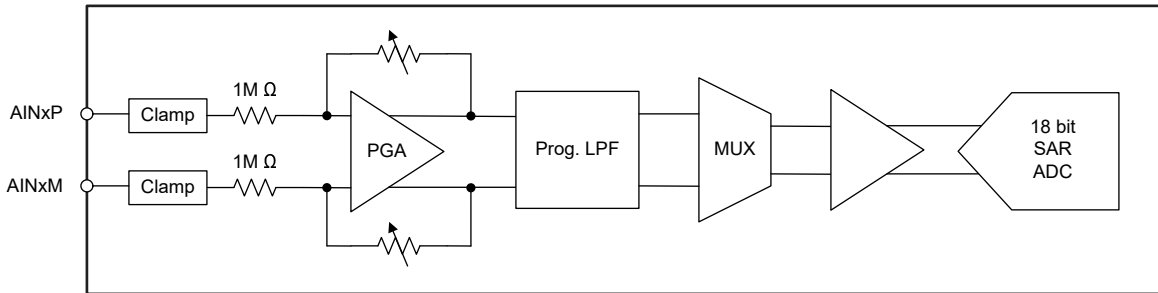 1M Ω
AINxP
Clamp
PGA
Prog. LPF
MUX
18 bit
SAR
ADC
1M Ω
AINxM
Clamp